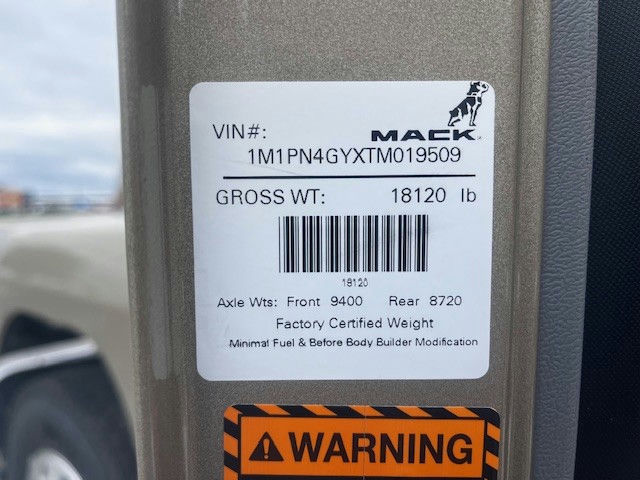 MACK
VIN#:
1M1PN4GYXTM019509
GROSS WT: 18120 lb
18120
Axle Wts: Front 9400 Rear 8720
Factory Certified Weight
Minimal Fuel & Before Body Builder Modification
WARNING